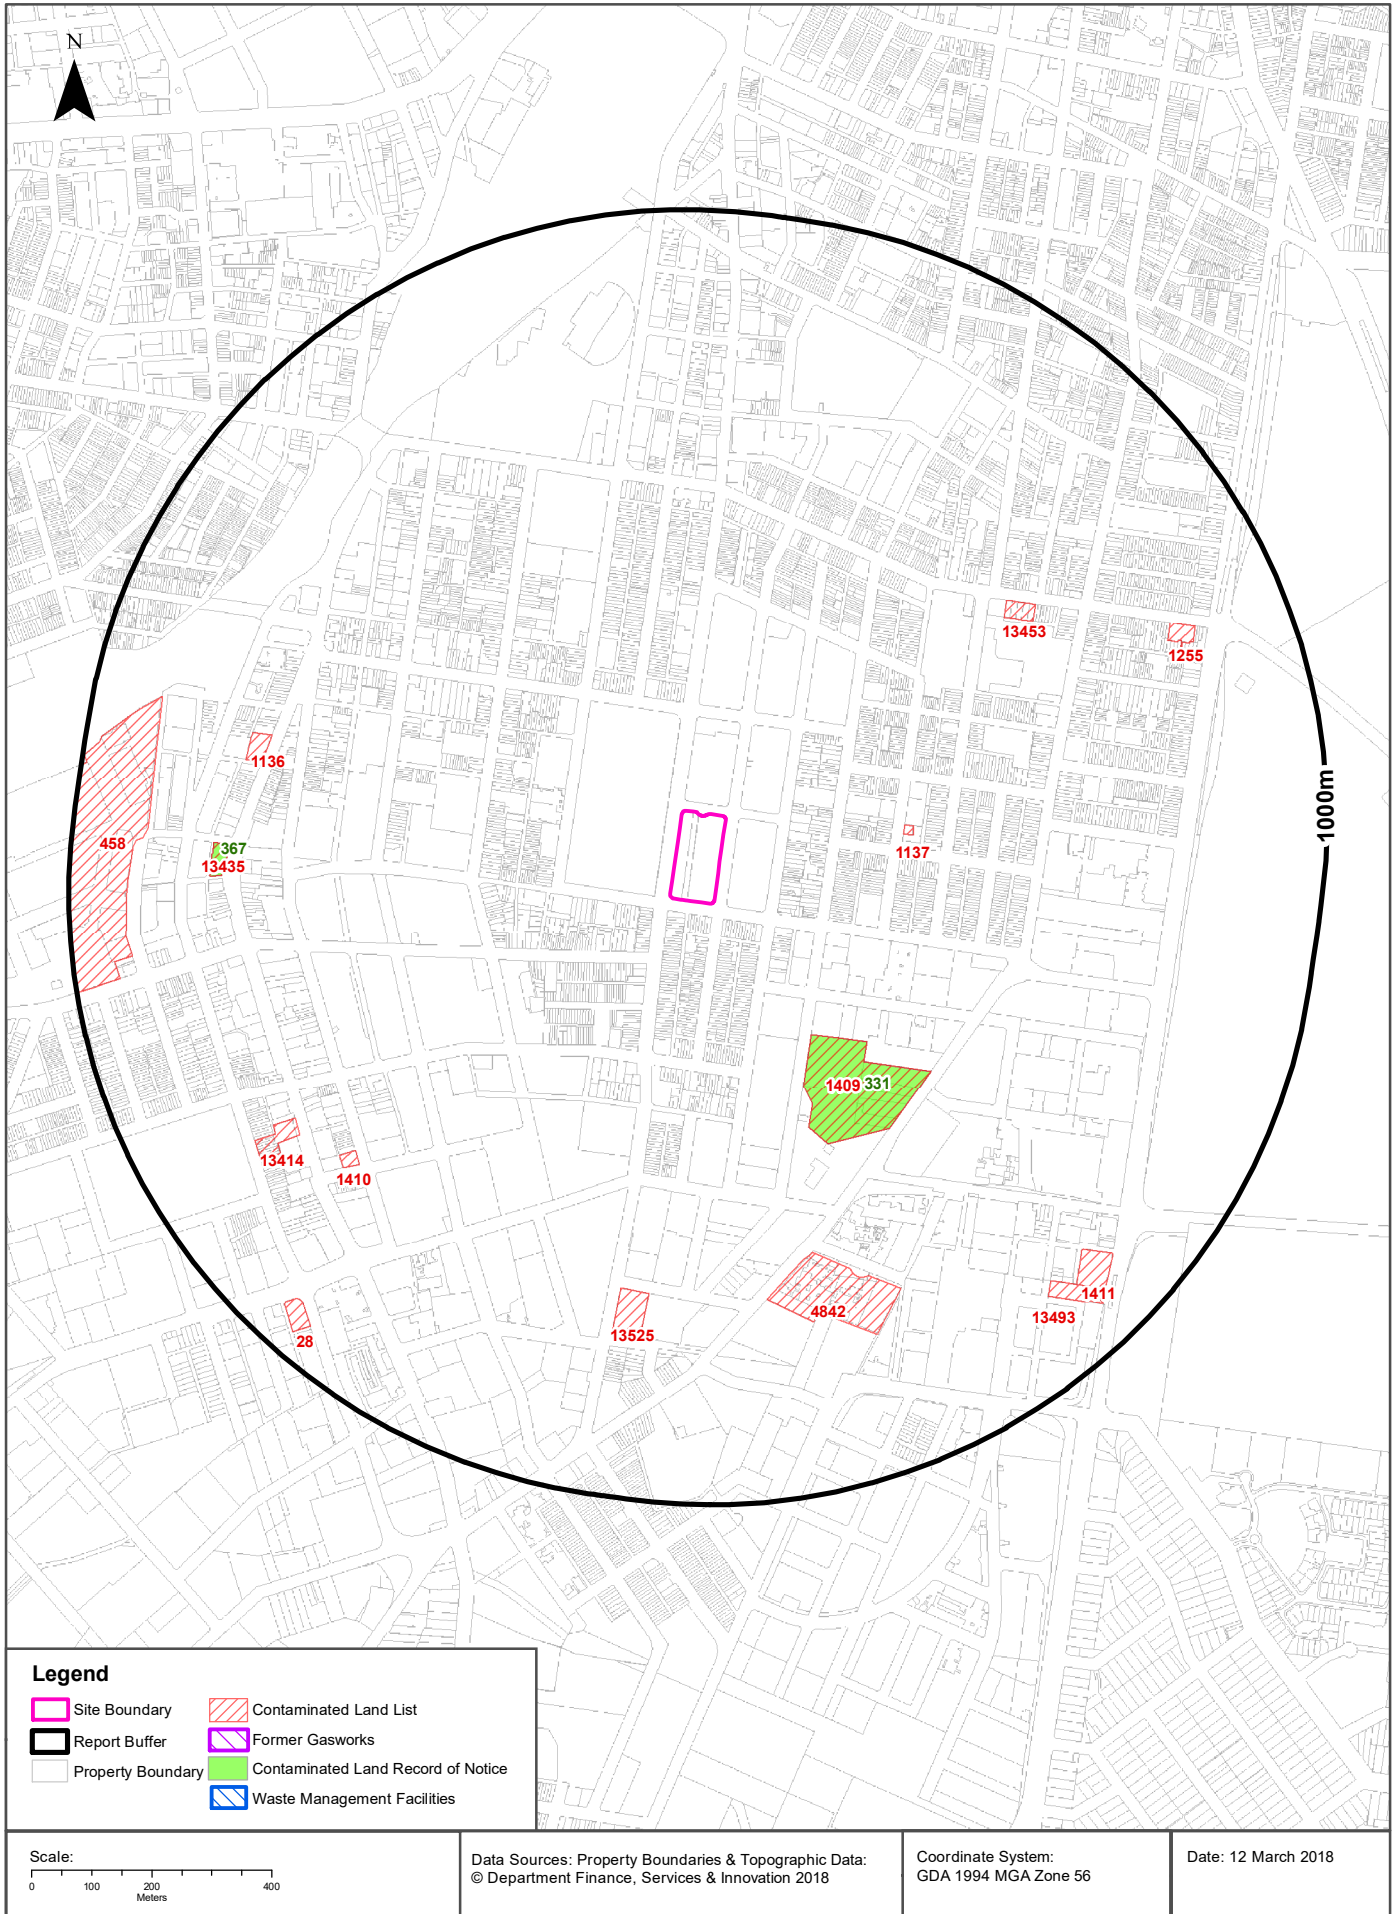 N
13453
1255
1136
1000m
458
367
13435
1137
1409 331
13414
1410
1411
4842
13493
13525
28
Legend
Site Boundary
Contaminated Land List
Report Buffer
Former Gasworks
Property Boundary
Contaminated Land Record of Notice
Waste Management Facilities
Scale:
0 100 200 400
Meters
Data Sources: Property Boundaries & Topographic Data:
© Department Finance, Services & Innovation 2018
Coordinate System:
GDA 1994 MGA Zone 56
Date: 12 March 2018